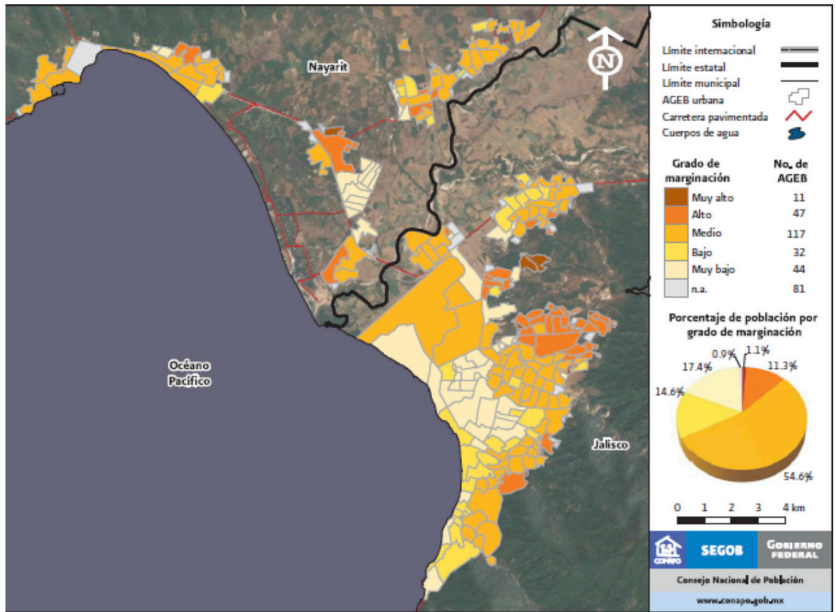 Nayarit
Océano
Pacífico
Jalisco
N
Simbología
Límite internacional
Límite estatal
Límite municipal
AGEB urbana
Carretera pavimentada
Cuerpos de agua
Grado de marginación No. de AGEB
Muy alto 11
Alto 47
Medio 117
Bajo 32
Muy bajo 44
n.a. 81
Porcentaje de población por
grado de marginación
0.9% 1.1%
17.4% 11.3%
14.6%
54.6%
0 1 2 3 4 km
CONAPO SEGOB GOBIERNO FEDERAL
Consejo Nacional de Población
www.conapo.gob.mx